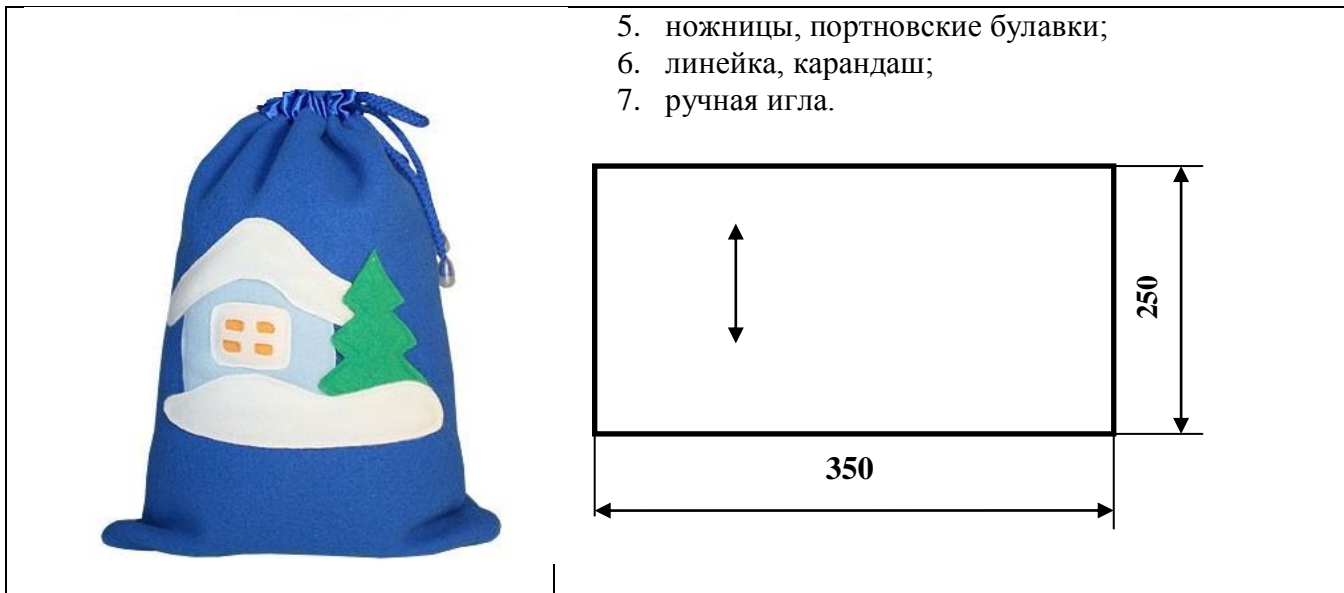 5. ножницы, портновские булавки;
6. линейка, карандаш;
7. ручная игла.
250
350